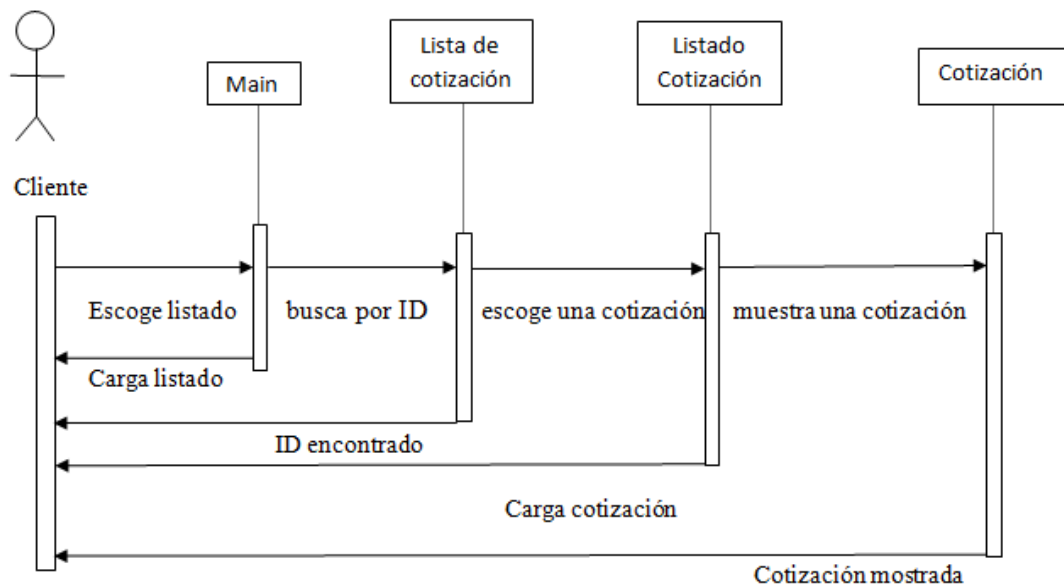 Lista de
cotización
Listado
Cotización
Main
Cotización
Cliente
Escoge listado
busca por ID
escoge una cotización
muestra una cotización
Carga listado
ID encontrado
Carga cotización
Cotización mostrada